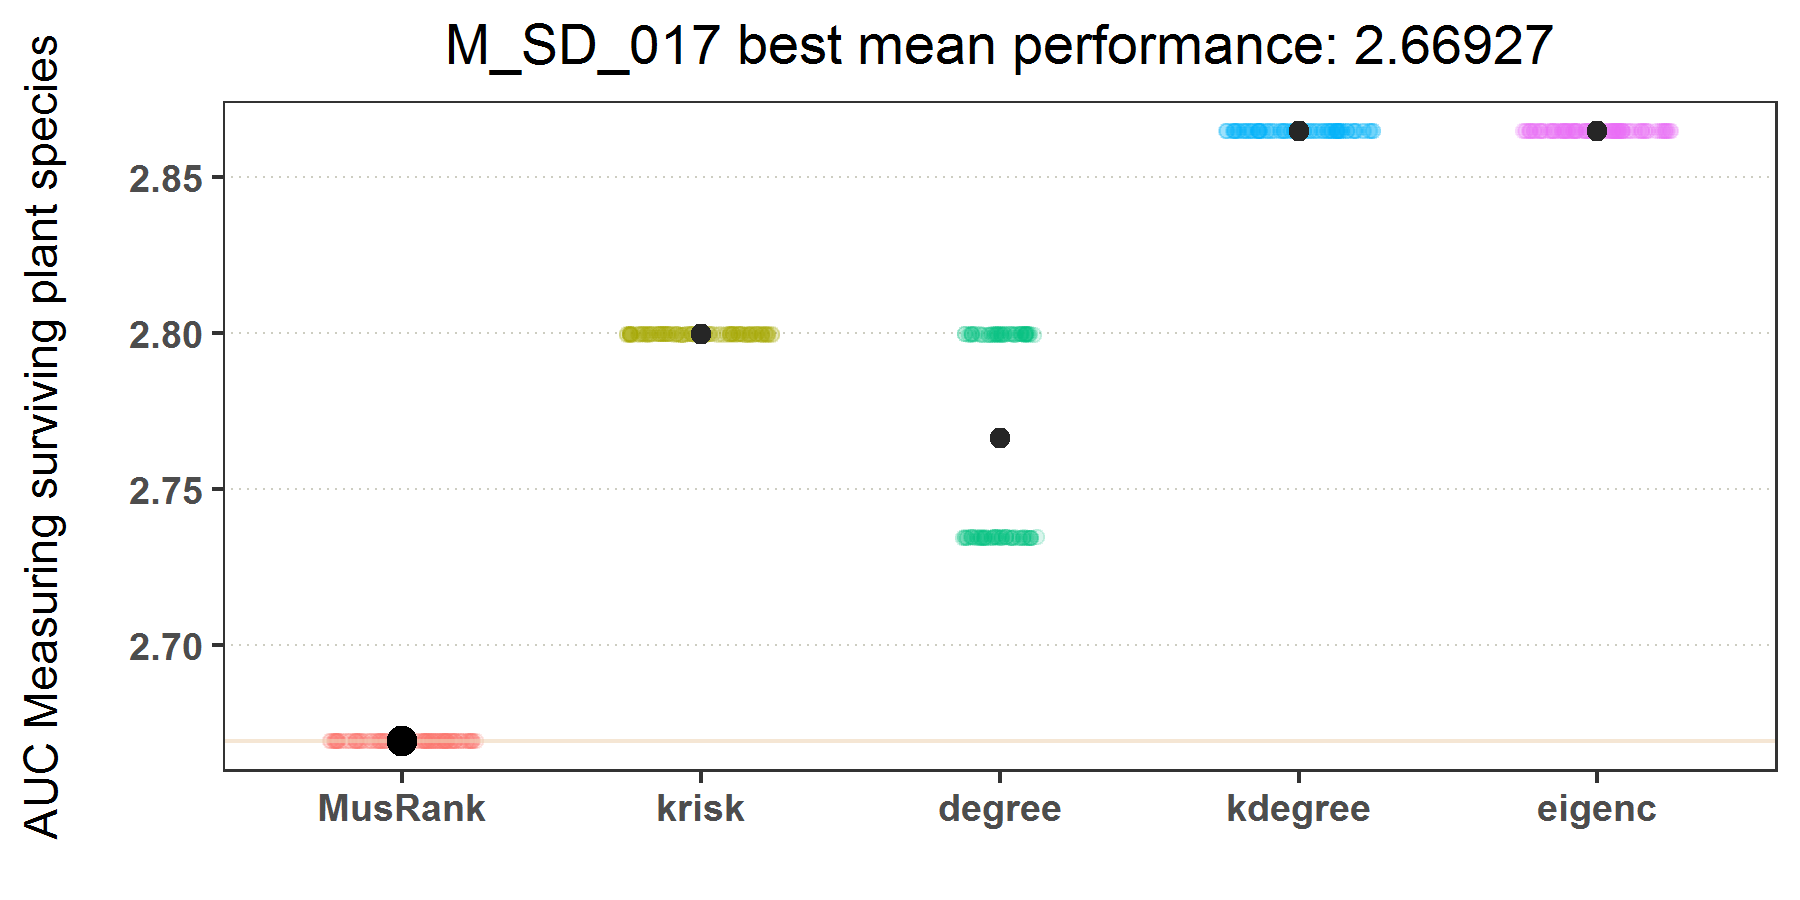 M_SD_017 best mean performance: 2.66927
AUC Measuring surviving plant species
2.85
2.80
2.75
2.70
MusRank krisk degree kdegree eigenc